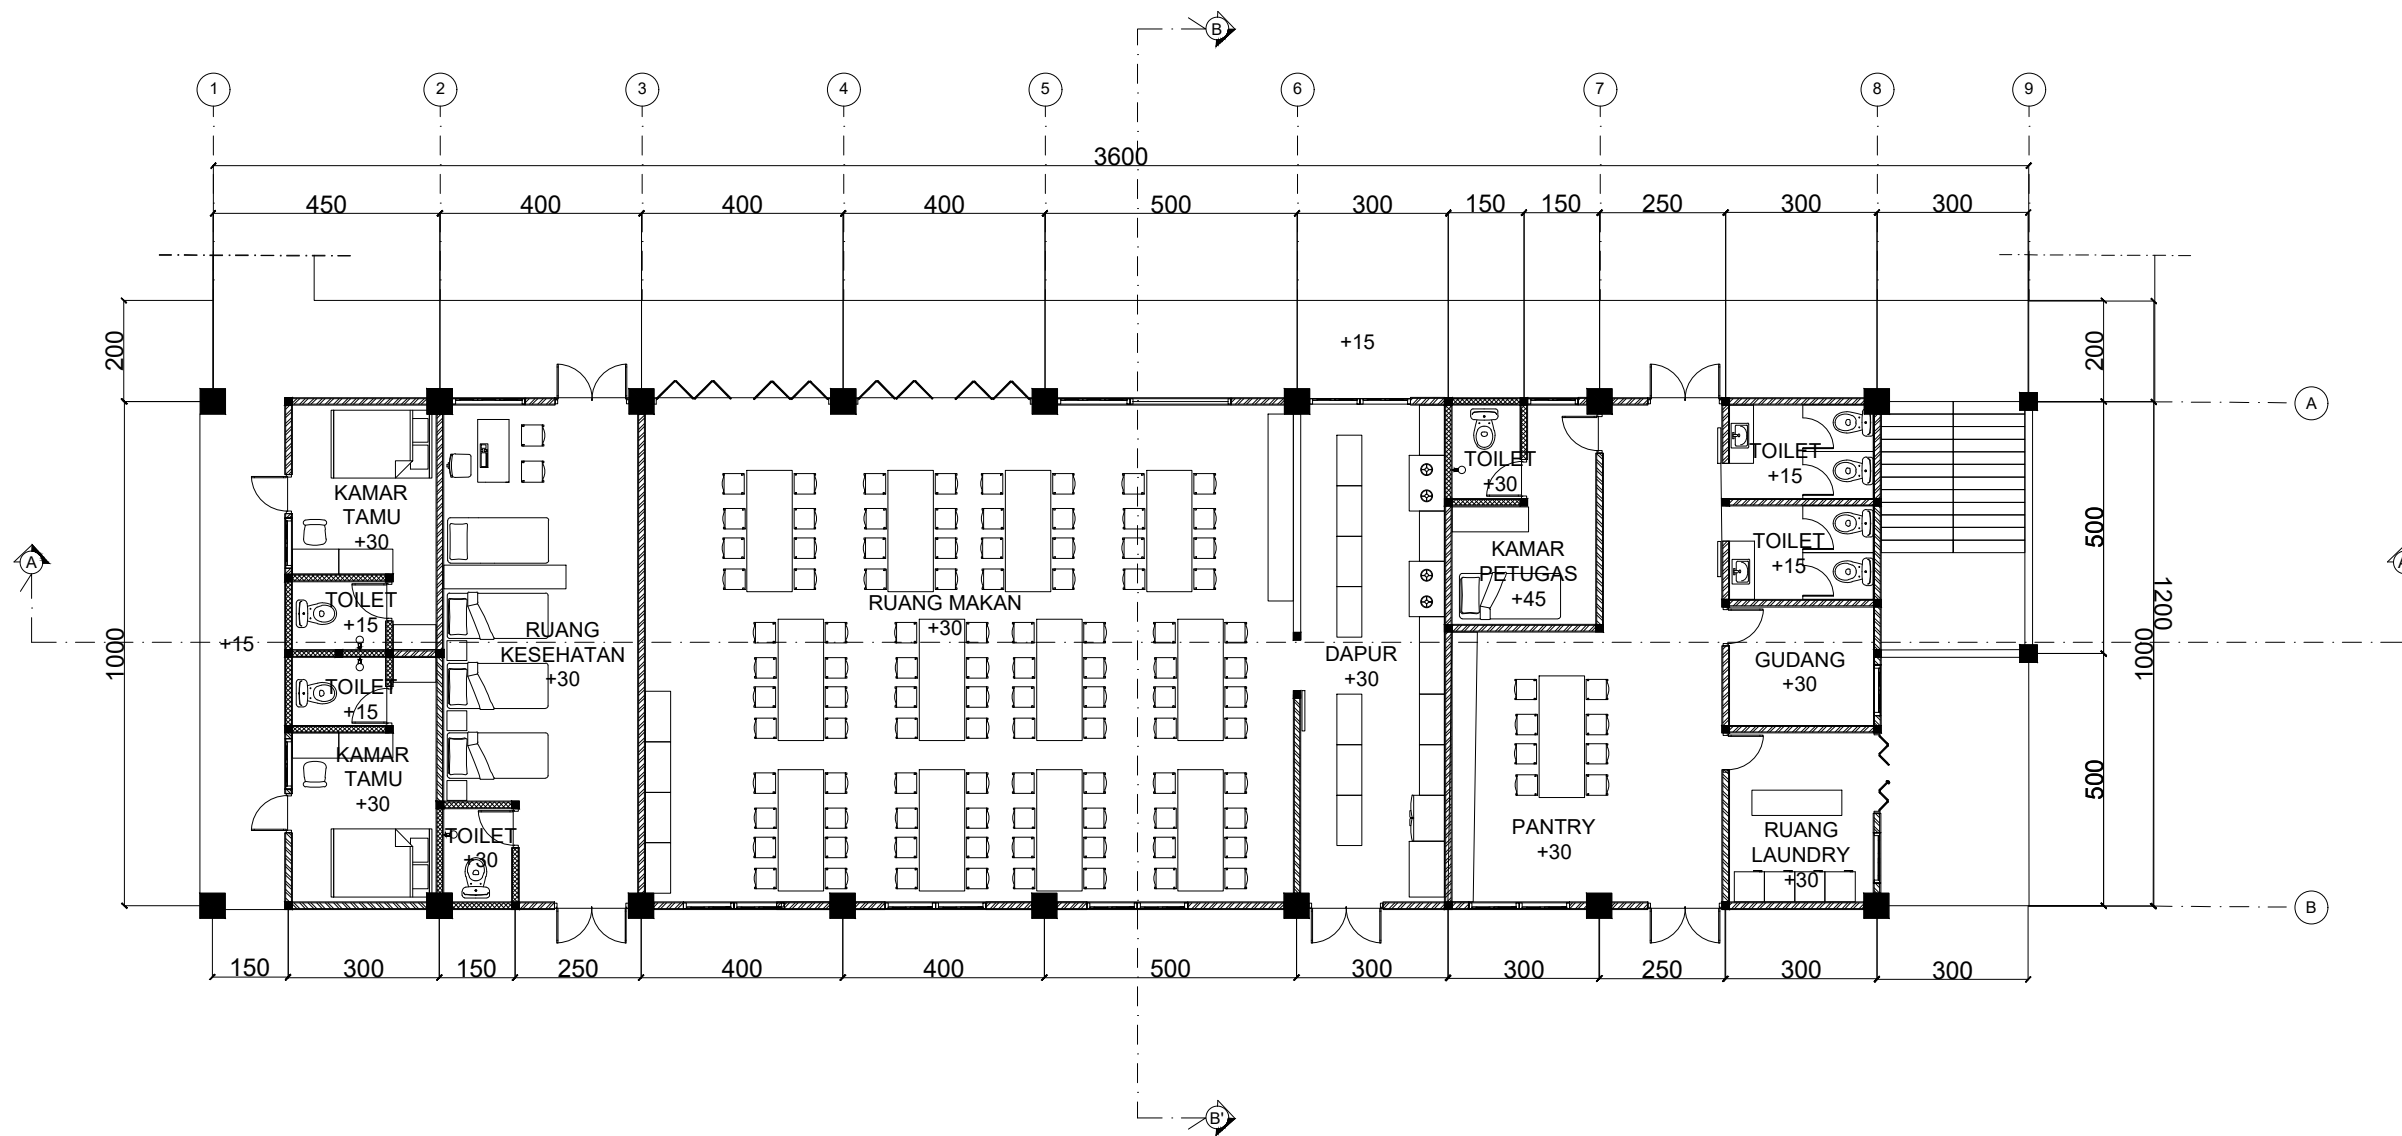 B
1
2
3
4
5
6
7
8
9
3600
450
400
400
400
500
300
150
150
250
300
300
200
+15
200
A
KAMAR
TAMU
+30
TOILET
+30
TOILET
+15
KAMAR
PETUGAS
+45
TOILET
+15
500
A
TOILET
+15
RUANG MAKAN
+30
RUANG
KESEHATAN
+30
+15
1000
DAPUR
+30
GUDANG
+30
1200
1000
TOILET
+15
KAMAR
TAMU
+30
500
TOILET
+30
PANTRY
+30
RUANG
LAUNDRY
+30
B
150
300
150
250
400
400
500
300
300
250
300
300
B'